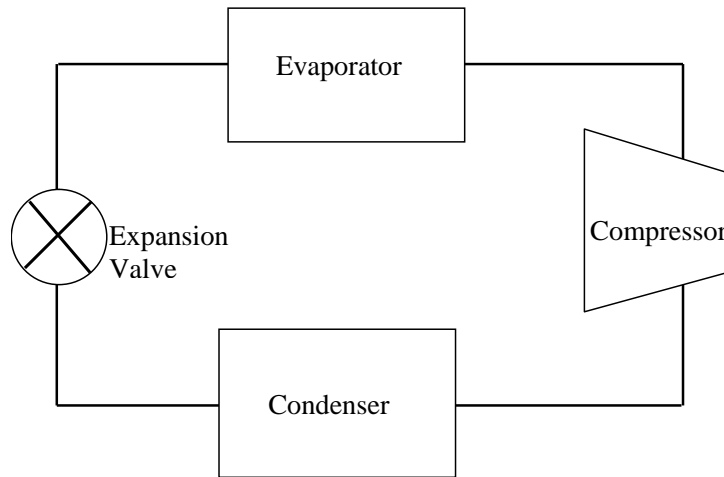 Evaporator
Expansion
Valve
Compressor
Condenser